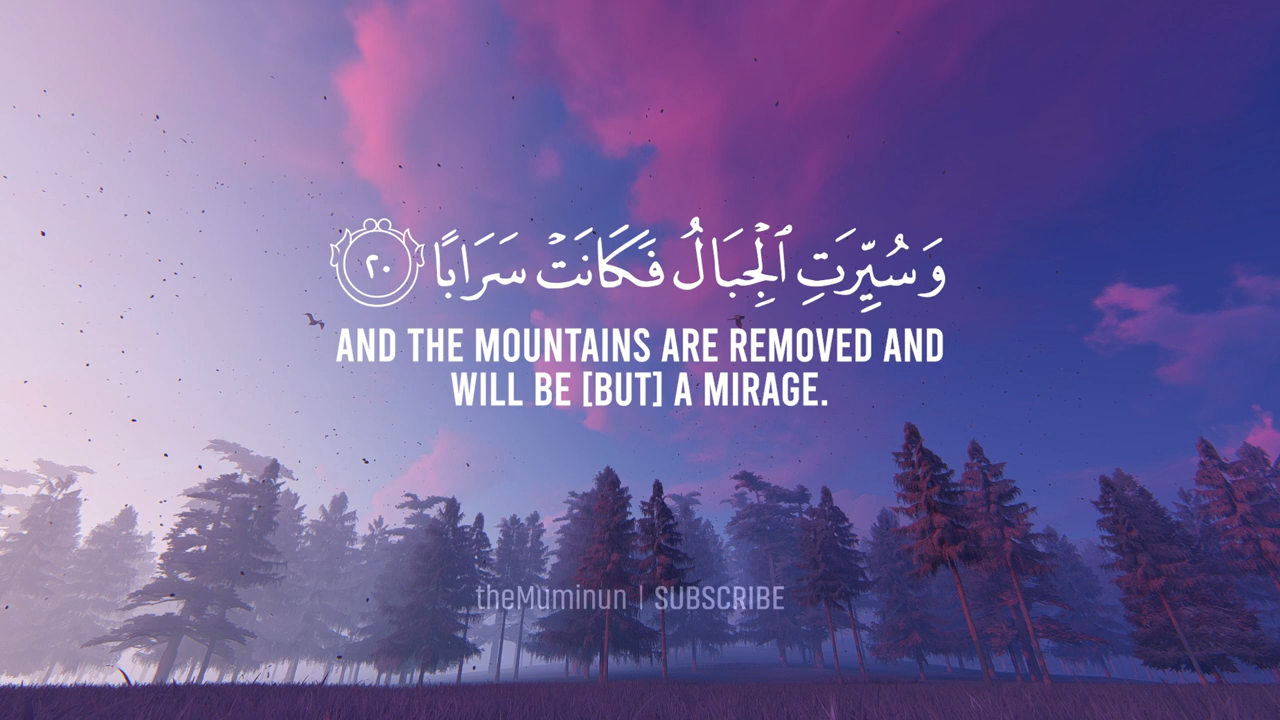 وَسُيِّرَتِ ٱلْجِبَالُ فَكَانَتْ سَرَابًا ٢٠
AND THE MOUNTAINS ARE REMOVED AND
WILL BE [BUT] A MIRAGE.
theMuminun | SUBSCRIBE